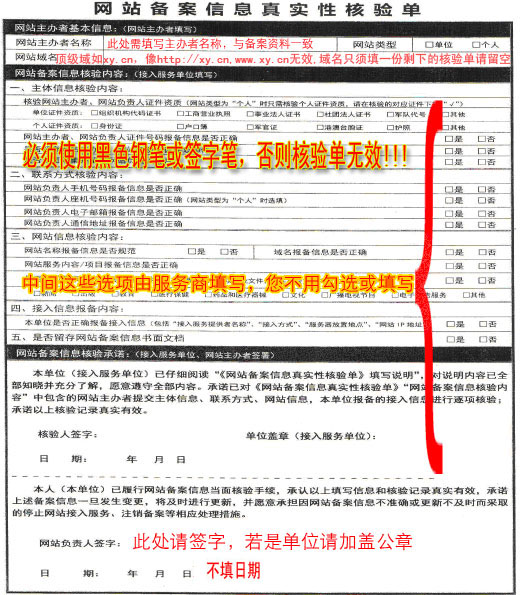 网站备案信息真实性核验单
网站主办者基本信息：（网站主办者填写）
网站主办者名称 此处需填写主办者名称，与备案资料一致 网站类型 □单位 □个人
网站域名 顶级域如xy.cn，像http://xy.cn,www.xy.cn无效,域名只须填一份剩下的核验单请留空
网站备案信息核验内容：（接入服务单位填写）
一、主体信息核验内容：
核验网站主办者、网站负责人证件资质（网站类型为“个人”时只需核验个人证件资质，请在核验的对应证件下打“√”）
单位证件资质：□组织机构代码证书 □工商营业执照 □事业法人证书 □社团法人证书 □军队代号 □其他
个人证件资质：□身份证 □户口簿 □军官证 □港澳台胞证 □护照 □其他
网站主办者、网站负责人证件号码报备信息是否正确 □是 □否
必须使用黑色钢笔或签字笔，否则核验单无效!!!
二、联系方式核验内容：
网站负责人手机号码报备信息是否正确 □是 □否
网站负责人座机号码报备信息是否正确（网站类型为“个人”时选填） □是 □否
网站负责人电子邮箱报备信息是否正确 □是 □否
网站负责人通信地址报备信息是否正确 □是 □否
三、网站信息核验内容：
网站名称报备信息是否规范 □是 □否 域名报备信息是否正确 □是 □否
网站服务内容/项目报备信息是否正确 □是 □否
中间这些选项由服务商填写，您不用勾选或填写
□新闻 □出版 □教育 □医疗保健 □药品和医疗器械 □文化 □广播电视节目 □电子公告服务 □其他
四、接入信息报备内容：
本单位是否正确报备接入信息（包括“接入服务提供者名称”、“接入方式”、“服务器放置地点”、“网站IP地址 □是 □否
五、是否留存网站备案信息书面文档 □是 □否
网站备案信息核验承诺：（接入服务单位、网站主办者签署）
本单位（接入服务单位）已仔细阅读“《网站备案信息真实性核验单》填写说明”，对说明内容已全
部知晓并充分了解，愿意遵守全部内容。承诺已对《网站备案信息真实性核验单》“网站备案信息核验内
容”中包含的网站主办者提交主体信息、联系方式、网站信息，本单位报备的接入信息进行逐项核验；
承诺以上核验记录真实有效。
核验人签字： 单位盖章（接入服务单位）：
日 期： 年 月 日
本人（本单位）已履行网站备案信息当面核验手续，承认以上填写信息和核验记录真实有效，承诺
上述备案信息一旦发生变更，将及时进行更新，并愿意承担因网站备案信息不准确或更新不及时而采取
的停止网站接入服务、注销备案等相应处理措施。
网站负责人签字： 此处请签字，若是单位请加盖公章
日 期： 年 月 日 不填日期